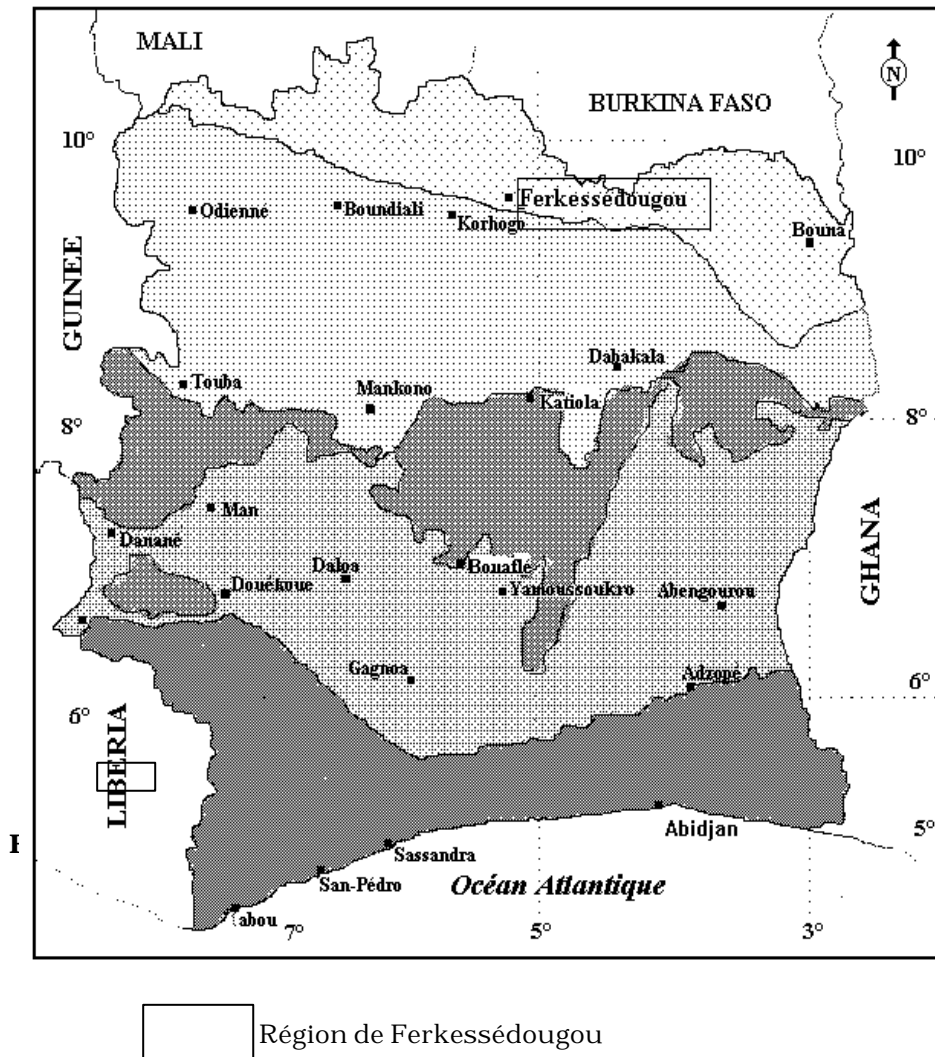 MALI
N
BURKINA FASO
10°
10°
Ferkessédougou
Odienné
Boundiali
Korhogo
Bouna
GUINEE
Dabakala
Touba
Mankono
Katiola
8°
8°
Man
Danané
GHANA
Daloa
Bouaflé
Douékoue
Yamoussoukro
Abengourou
Gagnoa
Adzopé
6°
6°
LIBERIA
Abidjan
5°
Sassandra
San-Pédro
Océan Atlantique
abou
7°
5°
3°
Région de Ferkessédougou